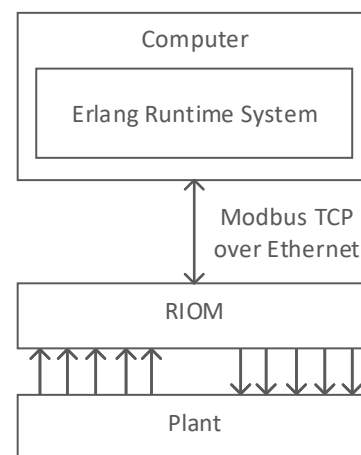 Computer
Erlang Runtime System
Modbus TCP
over Ethernet
RIOM
Plant